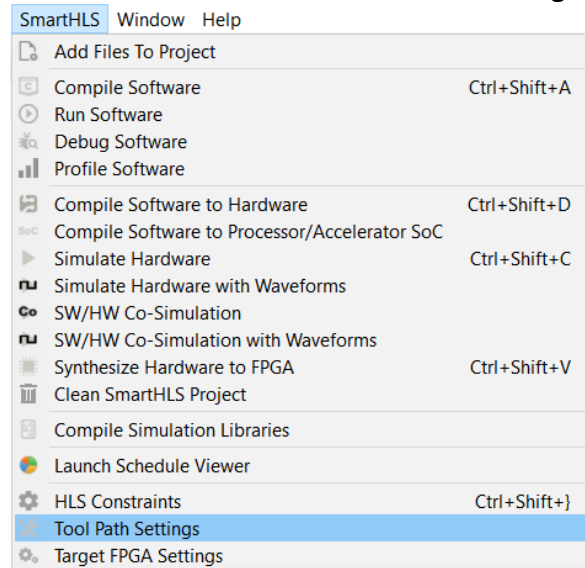 SmartHLS Window Help
Add Files To Project
Compile Software Ctrl+Shift+A
Run Software
Debug Software
Profile Software
Compile Software to Hardware Ctrl+Shift+D
SoC Compile Software to Processor/Accelerator SoC
Simulate Hardware Ctrl+Shift+C
Simulate Hardware with Waveforms
Co SW/HW Co-Simulation
SW/HW Co-Simulation with Waveforms
Synthesize Hardware to FPGA Ctrl+Shift+V
Clean SmartHLS Project
Compile Simulation Libraries
Launch Schedule Viewer
HLS Constraints Ctrl+Shift+}
Tool Path Settings
Target FPGA Settings